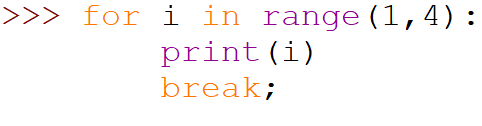 >>> for i in range(1,4):
        print(i)
        break;